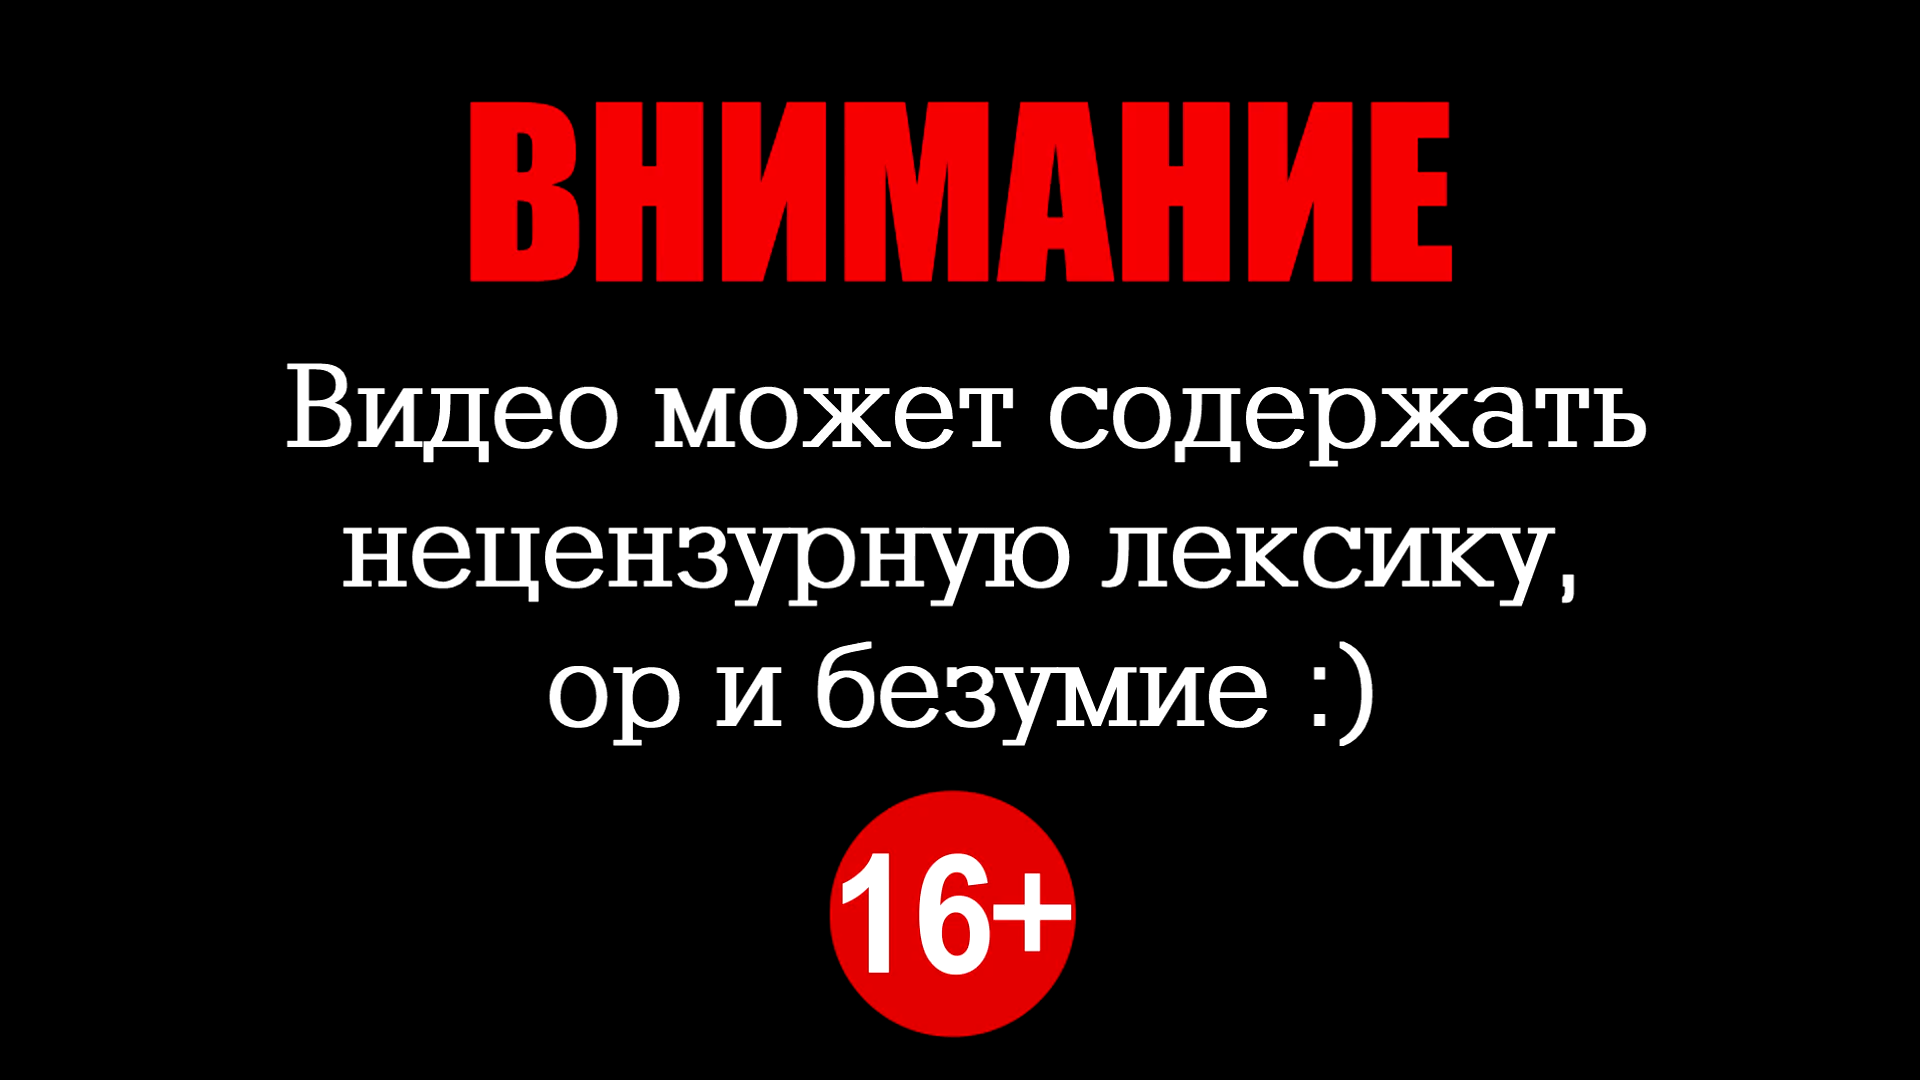 ВНИМАНИЕ
Видео может содержать
нецензурную лексику,
ор и безумие :)
16+